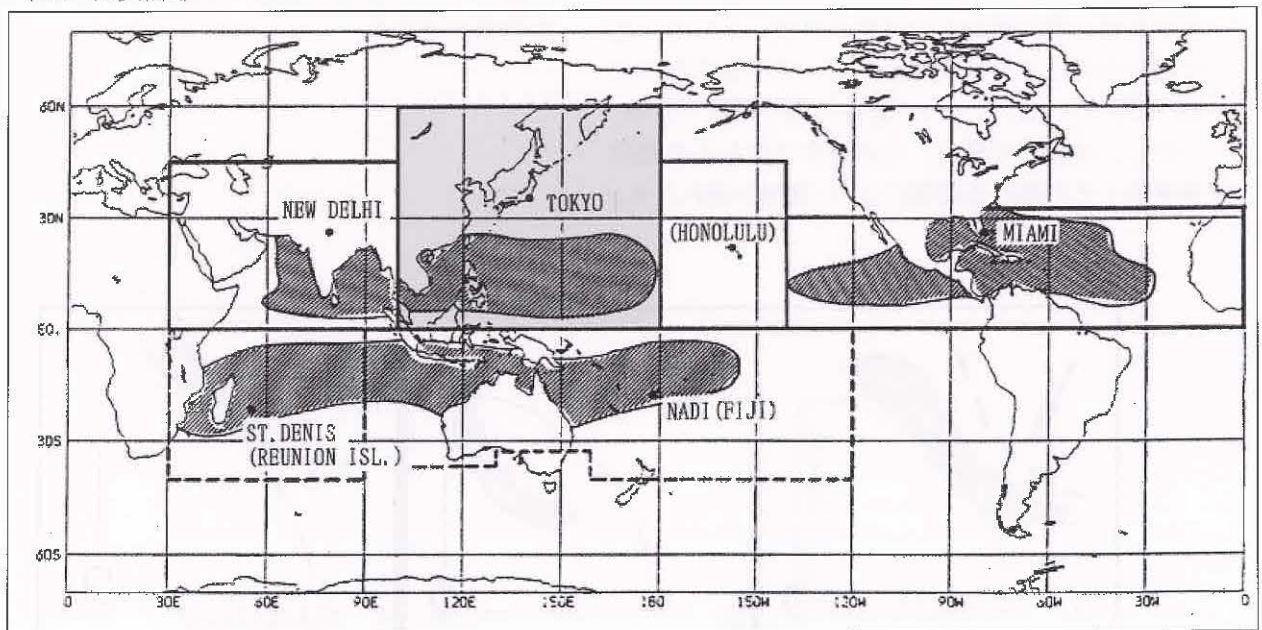 60N
NEW DELHI
TOKYO
30N
(HONOLULU)
MIAMI
EQ.
NADI(FIJI)
30S
ST.DENIS
(REUNION ISL.)
60S
0 30E 60E 90E 120E 150E 180 150W 120W 90W 60W 30W 0